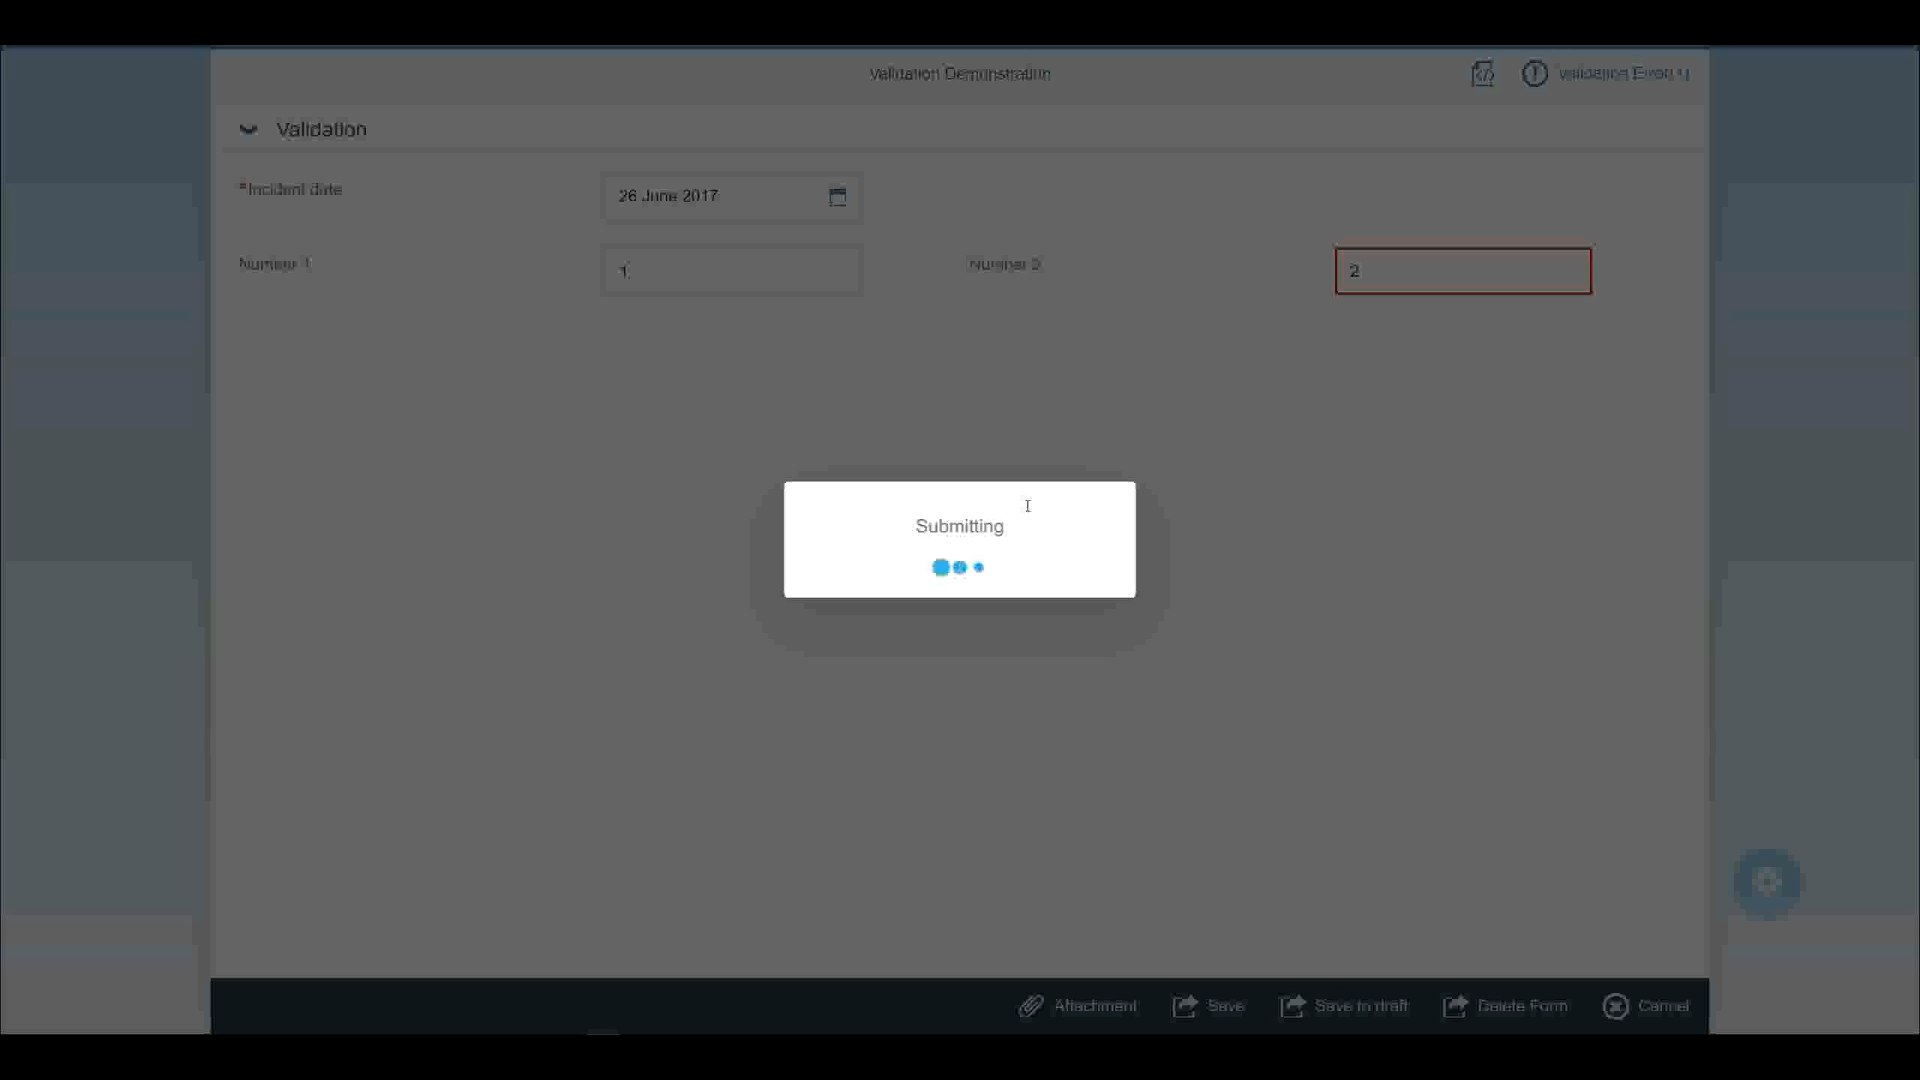 Validation Demonstration
Validation Error(1)
Validation
*Incident date
26 June 2017
Number 1
1
Number 2
2
Submitting
Attachment
Save
Save to draft
Delete Form
Cancel